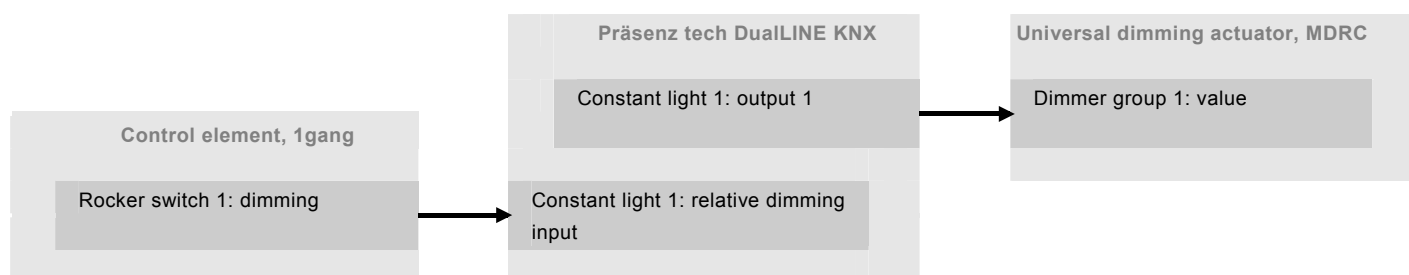 Präsenz tech DualLINE KNX
Universal dimming actuator, MDRC
Constant light 1: output 1
Dimmer group 1: value
Control element, 1gang
Rocker switch 1: dimming
Constant light 1: relative dimming
input